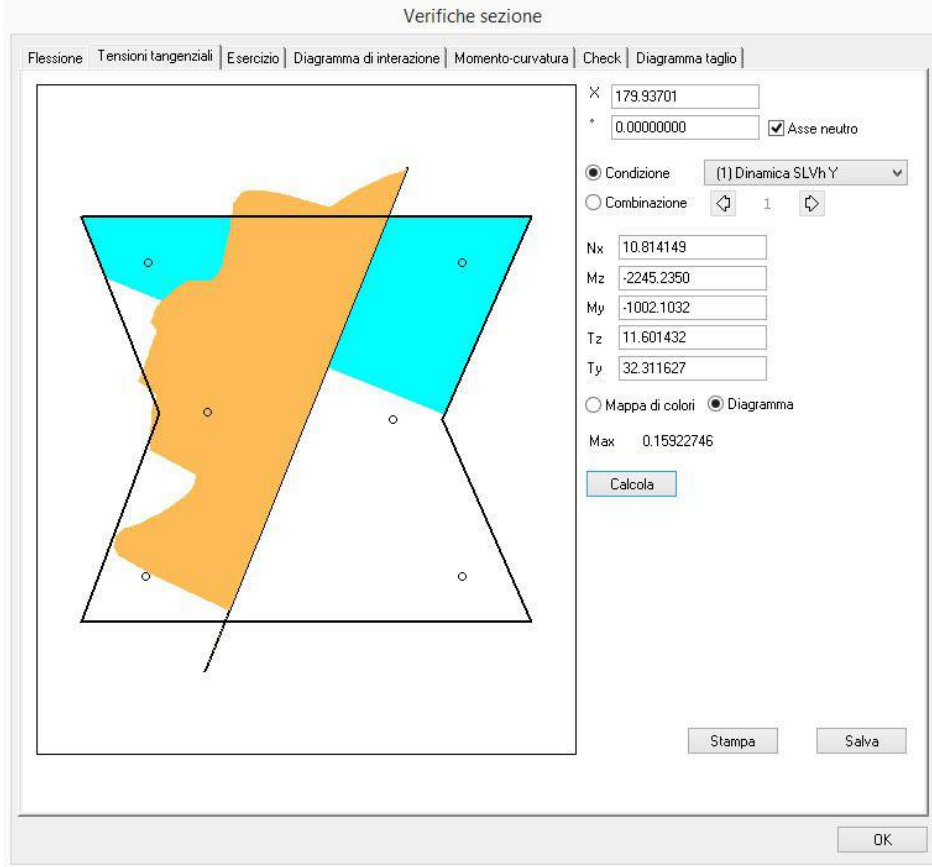 Verifiche sezione
Flessione Tensioni tangenziali Esercizio Diagramma di interazione Momento-curvatura Check Diagramma taglio
X 179.93701
° 0.00000000 Asse neutro
Condizione (1) Dinamica SLVh Y
Combinazione 1
Nx 10.814149
Mz -2245.2350
My -1002.1032
Tz 11.601432
Ty 32.311627
Mappa di colori Diagramma
Max 0.15922746
Calcola
Stampa Salva
OK